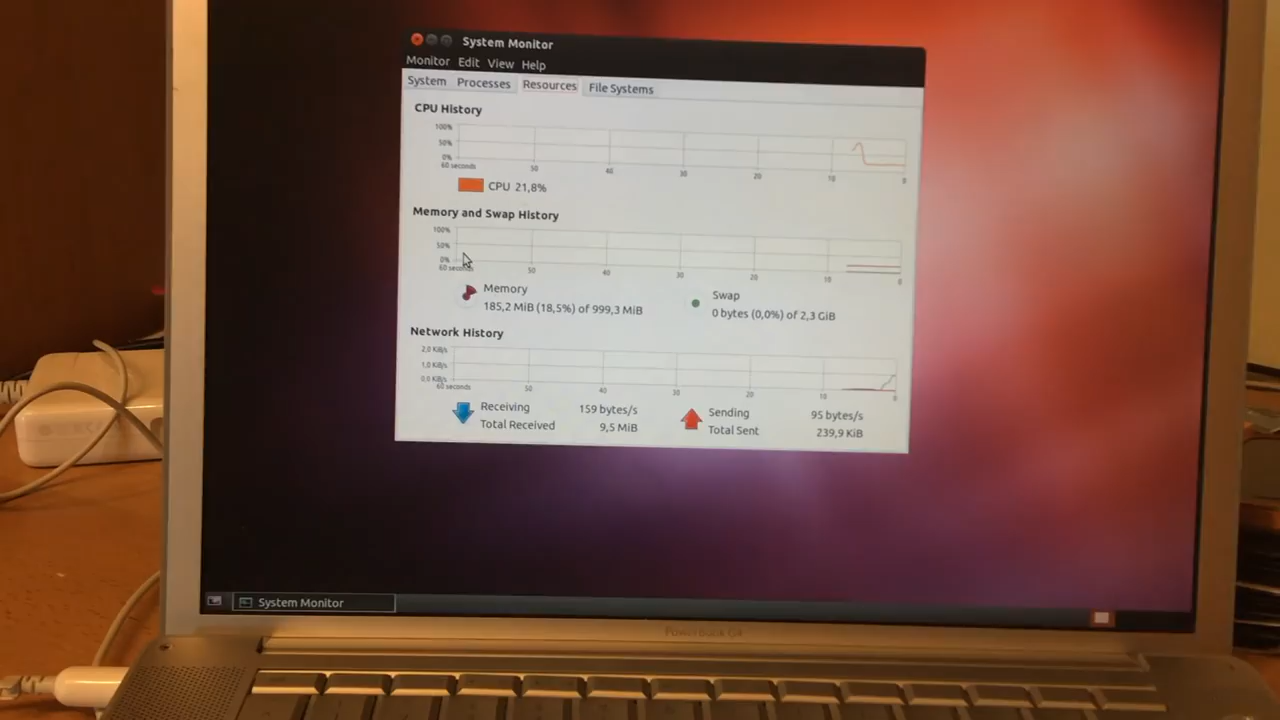 System Monitor
Monitor Edit View Help
System Processes Resources File Systems
CPU History
100%
50%
0%
60 seconds 50 40 30 20 10 0
CPU 21,8%
Memory and Swap History
100%
50%
0%
60 seconds 50 40 30 20 10 0
Memory Swap
185,2 MiB (18,5%) of 999,3 MiB 0 bytes (0,0%) of 2,3 GiB
Network History
2,0 KiB/s
1,0 KiB/s
0,0 KiB/s
60 seconds 50 40 30 20 10 0
Receiving 159 bytes/s Sending 95 bytes/s
Total Received 9,5 MiB Total Sent 239,9 KiB
System Monitor
PowerBook G4